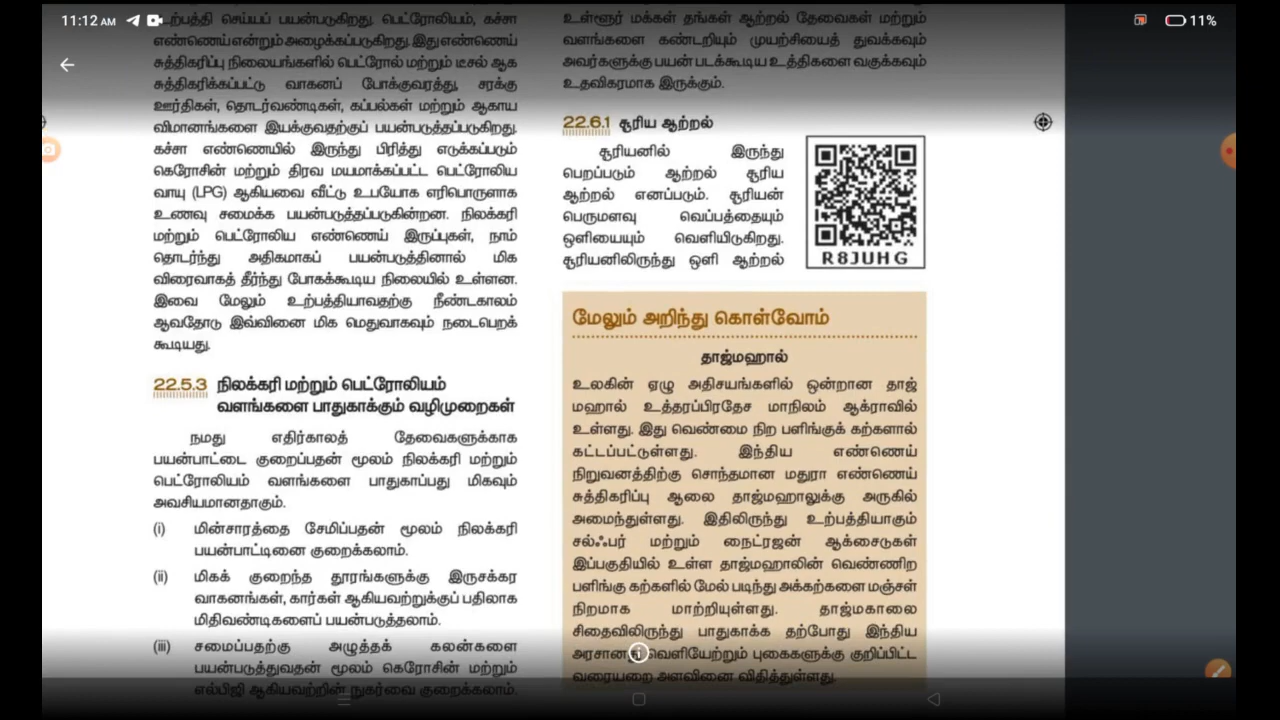 11:12 AM
11%
உற்பத்தி செய்யப் பயன்படுகிறது. பெட்ரோலியம், கச்சா
எண்ணெய் என்றும் அழைக்கப்படுகிறது. இது எண்ணெய்
சுத்திகரிப்பு நிலையங்களில் பெட்ரோல் மற்றும் டீசல் ஆக
சுத்திகரிக்கப்பட்டு வாகனப் போக்குவரத்து, சரக்கு
ஊர்திகள், தொடர்வண்டிகள், கப்பல்கள் மற்றும் ஆகாய
விமானங்களை இயக்குவதற்குப் பயன்படுத்தப்படுகிறது.
கச்சா எண்ணெயில் இருந்து பிரித்து எடுக்கப்படும்
கெரோசின் மற்றும் திரவ மயமாக்கப்பட்ட பெட்ரோலிய
வாயு (LPG) ஆகியவை வீட்டு உபயோக எரிபொருளாக
உணவு சமைக்க பயன்படுத்தப்படுகின்றன. நிலக்கரி
மற்றும் பெட்ரோலிய எண்ணெய் இருப்புகள், நாம்
தொடர்ந்து அதிகமாகப் பயன்படுத்தினால் மிக
விரைவாகத் தீர்ந்து போகக்கூடிய நிலையில் உள்ளன.
இவை மேலும் உற்பத்தியாவதற்கு நீண்டகாலம்
ஆவதோடு இவ்வினை மிக மெதுவாகவும் நடைபெறக்
கூடியது.
22.5.3 நிலக்கரி மற்றும் பெட்ரோலியம்
வளங்களை பாதுகாக்கும் வழிமுறைகள்
நமது எதிர்காலத் தேவைகளுக்காக
பயன்பாட்டை குறைப்பதன் மூலம் நிலக்கரி மற்றும்
பெட்ரோலியம் வளங்களை பாதுகாப்பது மிகவும்
அவசியமானதாகும்.
(i) மின்சாரத்தை சேமிப்பதன் மூலம் நிலக்கரி
பயன்பாட்டினை குறைக்கலாம்.
(ii) மிகக் குறைந்த தூரங்களுக்கு இருசக்கர
வாகனங்கள், கார்கள் ஆகியவற்றுக்குப் பதிலாக
மிதிவண்டிகளைப் பயன்படுத்தலாம்.
(iii) சமைப்பதற்கு அழுத்தக் கலன்களை
பயன்படுத்துவதன் மூலம் கெரோசின் மற்றும்
எல்பிஜி ஆகியவற்றின் நுகர்வை குறைக்கலாம்.
உள்ளூர் மக்கள் தங்கள் ஆற்றல் தேவைகள் மற்றும்
வளங்களை கண்டறியும் முயற்சியைத் துவக்கவும்
அவர்களுக்கு பயன் படக்கூடிய உத்திகளை வகுக்கவும்
உதவிகரமாக இருக்கும்.
22.6.1 சூரிய ஆற்றல்
சூரியனில் இருந்து
பெறப்படும் ஆற்றல் சூரிய
ஆற்றல் எனப்படும். சூரியன்
பெருமளவு வெப்பத்தையும்
ஒளியையும் வெளியிடுகிறது.
சூரியனிலிருந்து ஒளி ஆற்றல்
R8JUHG
மேலும் அறிந்து கொள்வோம்
தாஜ்மஹால்
உலகின் ஏழு அதிசயங்களில் ஒன்றான தாஜ்
மஹால் உத்தரப்பிரதேச மாநிலம் ஆக்ராவில்
உள்ளது. இது வெண்மை நிற பளிங்குக் கற்களால்
கட்டப்பட்டுள்ளது. இந்திய எண்ணெய்
நிறுவனத்திற்கு சொந்தமான மதுரா எண்ணெய்
சுத்திகரிப்பு ஆலை தாஜ்மஹாலுக்கு அருகில்
அமைந்துள்ளது. இதிலிருந்து உற்பத்தியாகும்
சல்ஃபர் மற்றும் நைட்ரஜன் ஆக்சைடுகள்
இப்பகுதியில் உள்ள தாஜ்மஹாலின் வெண்ணிற
பளிங்கு கற்களில் மேல் படிந்து அக்கற்களை மஞ்சள்
நிறமாக மாற்றியுள்ளது. தாஜ்மகாலை
சிதைவிலிருந்து பாதுகாக்க தற்போது இந்திய
அரசானது வெளியேற்றும் புகைகளுக்கு குறிப்பிட்ட
வரையறை அளவினை விதித்துள்ளது.